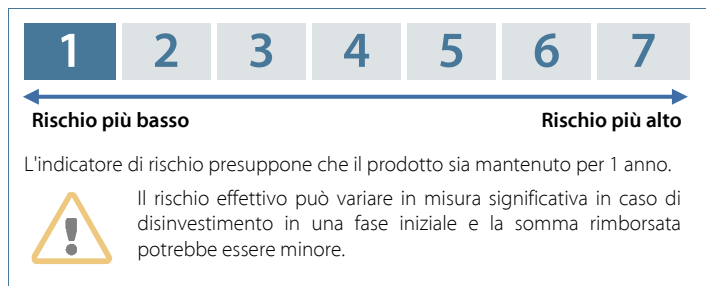 1 2 3 4 5 6 7
Rischio più basso Rischio più alto
L'indicatore di rischio presuppone che il prodotto sia mantenuto per 1 anno.
Il rischio effettivo può variare in misura significativa in caso di
disinvestimento in una fase iniziale e la somma rimborsata
potrebbe essere minore.